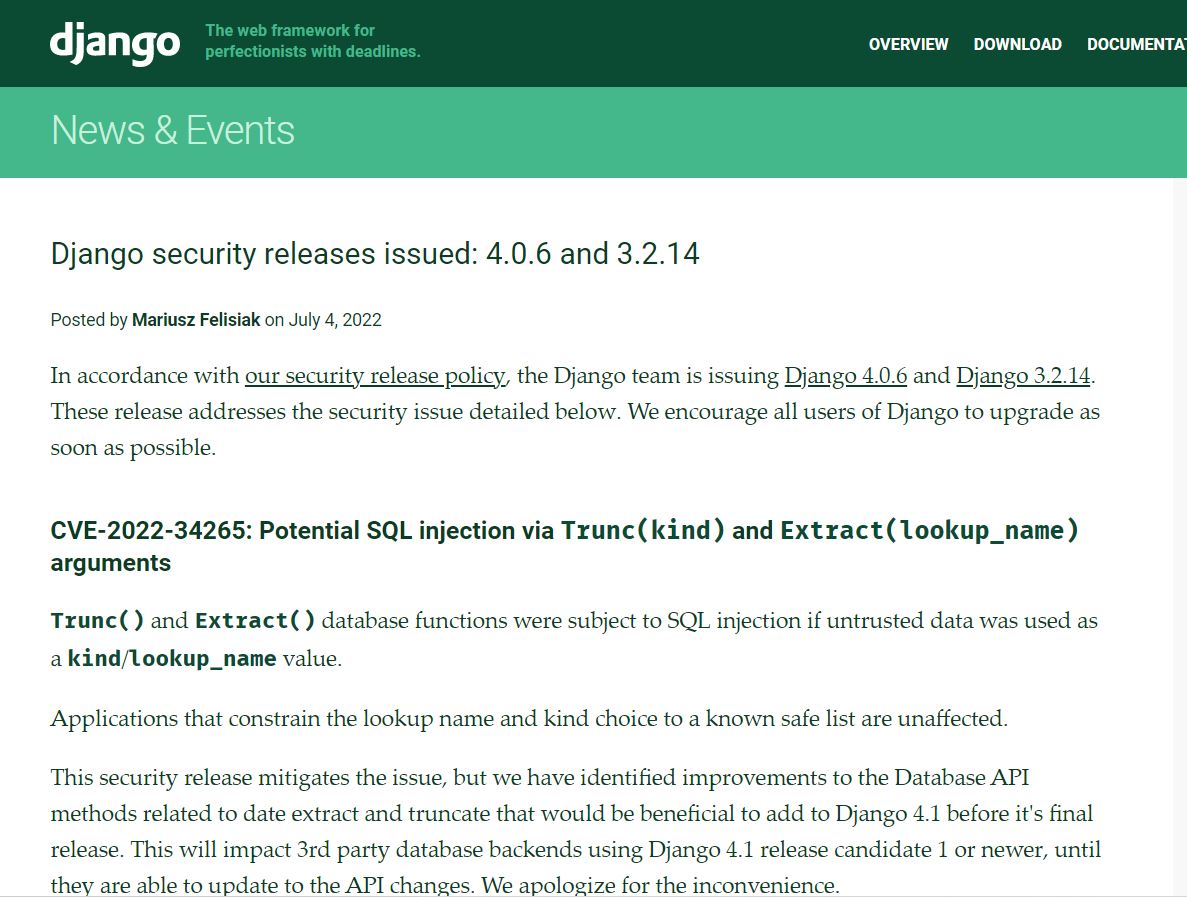 django
The web framework for
perfectionists with deadlines.
OVERVIEW DOWNLOAD DOCUMENTAT
News & Events
Django security releases issued: 4.0.6 and 3.2.14
Posted by Mariusz Felisiak on July 4, 2022
In accordance with our security release policy, the Django team is issuing Django 4.0.6 and Django 3.2.14.
These release addresses the security issue detailed below. We encourage all users of Django to upgrade as
soon as possible.
CVE-2022-34265: Potential SQL injection via Trunc(kind) and Extract(lookup_name)
arguments
Trunc() and Extract() database functions were subject to SQL injection if untrusted data was used as
a kind/lookup_name value.
Applications that constrain the lookup name and kind choice to a known safe list are unaffected.
This security release mitigates the issue, but we have identified improvements to the Database API
methods related to date extract and truncate that would be beneficial to add to Django 4.1 before it's final
release. This will impact 3rd party database backends using Django 4.1 release candidate 1 or newer, until
they are able to update to the API changes. We apologize for the inconvenience.